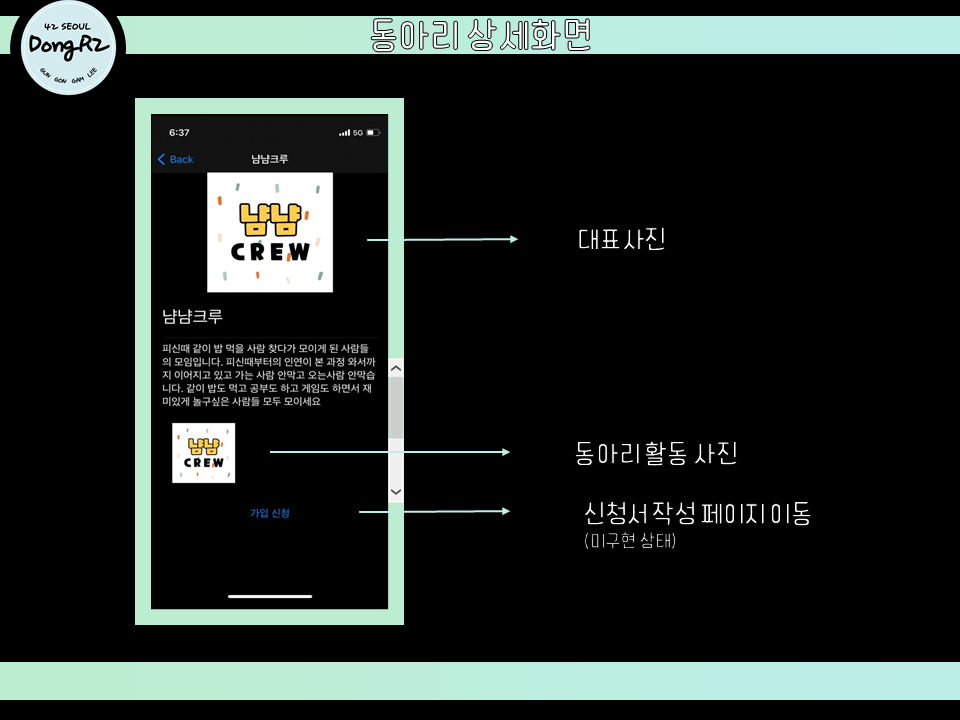 42 SEOUL
DongRz
GUN GON GAM LEE
동아리 상세화면
6:37
5G
Back
냠냠크루
냠냠
CREW
대표사진
냠냠크루
피신때 같이 밥 먹을 사람 찾다가 모이게 된 사람들
의 모임입니다. 피신때부터의 인연이 본 과정 와서까
지 이어지고 있고 가는 사람 안막고 오는사람 안막습
니다. 같이 밥도 먹고 공부도 하고 게임도 하면서 재
미있게 놀구싶은 사람들 모두 모이세요
냠냠
CREW
동아리 활동 사진
가입 신청
신청서 작성 페이지 이동
(미구현 상태)